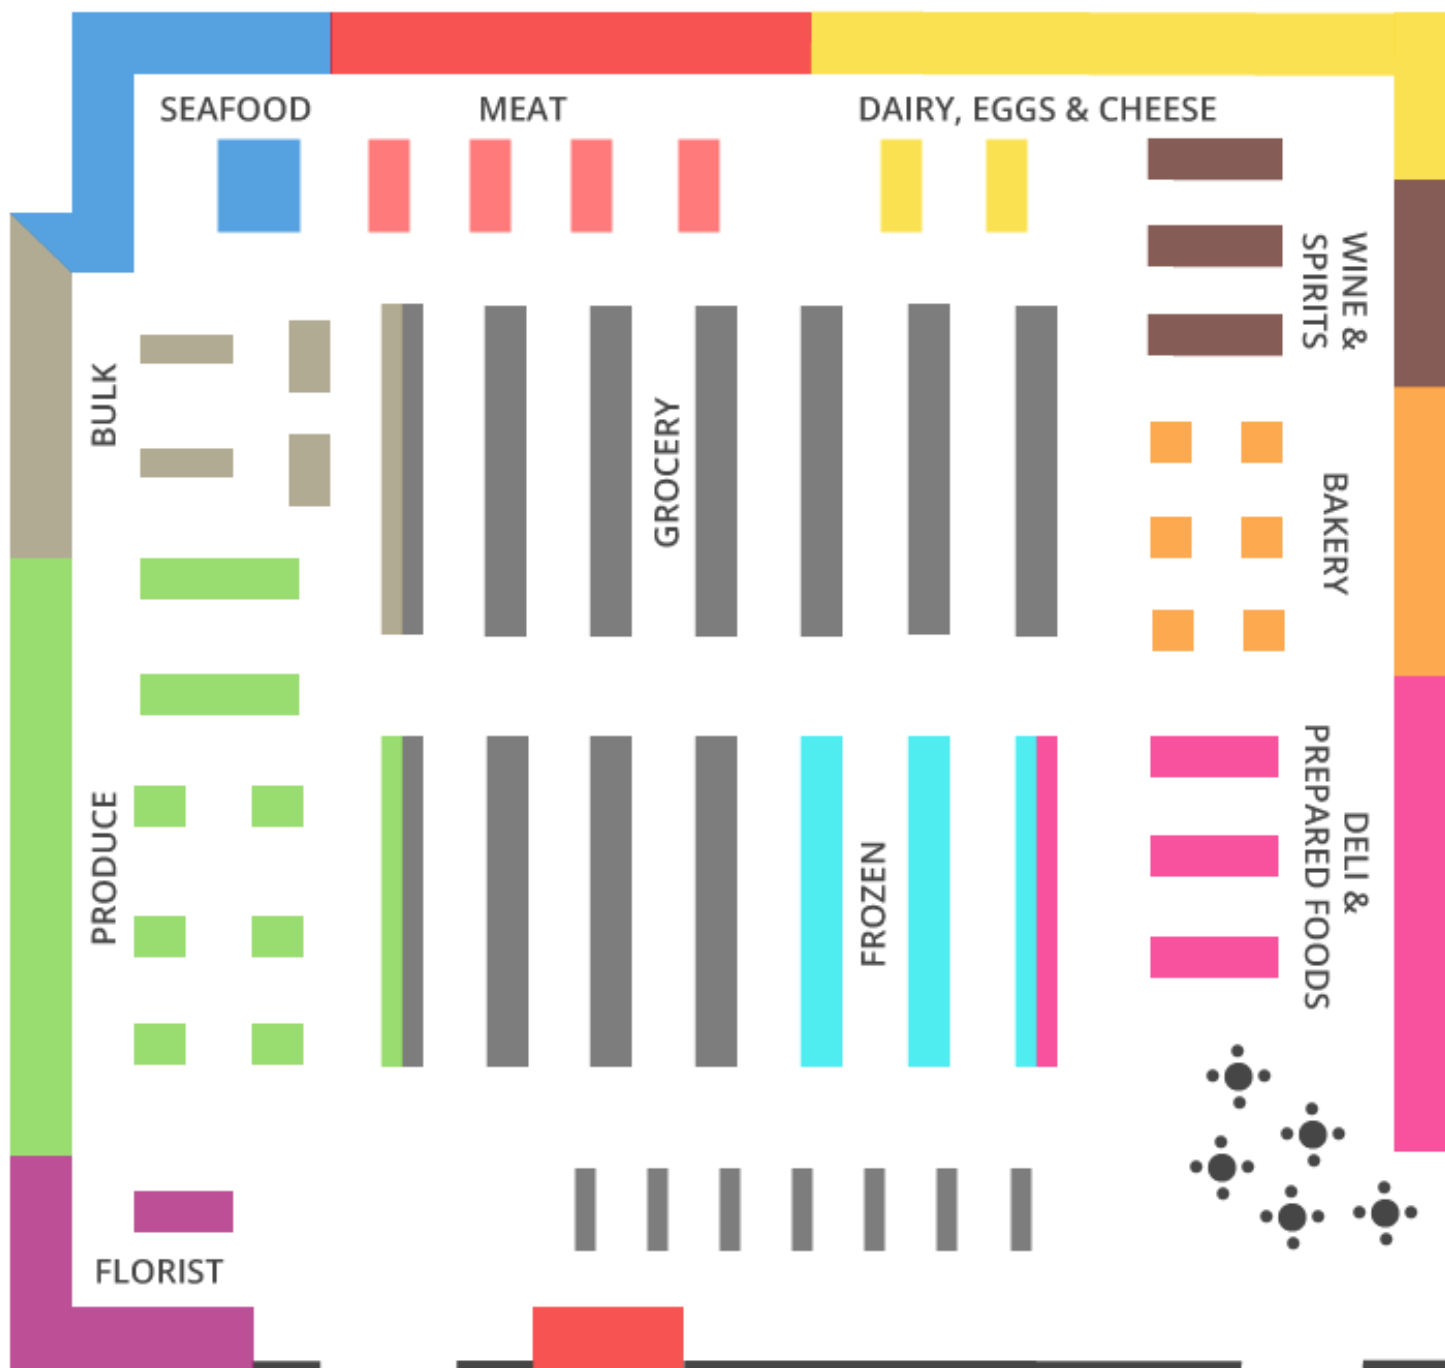 SEAFOOD
MEAT
DAIRY, EGGS & CHEESE
WINE &
SPIRITS
BULK
GROCERY
BAKERY
PRODUCE
FROZEN
DELI &
PREPARED FOODS
FLORIST